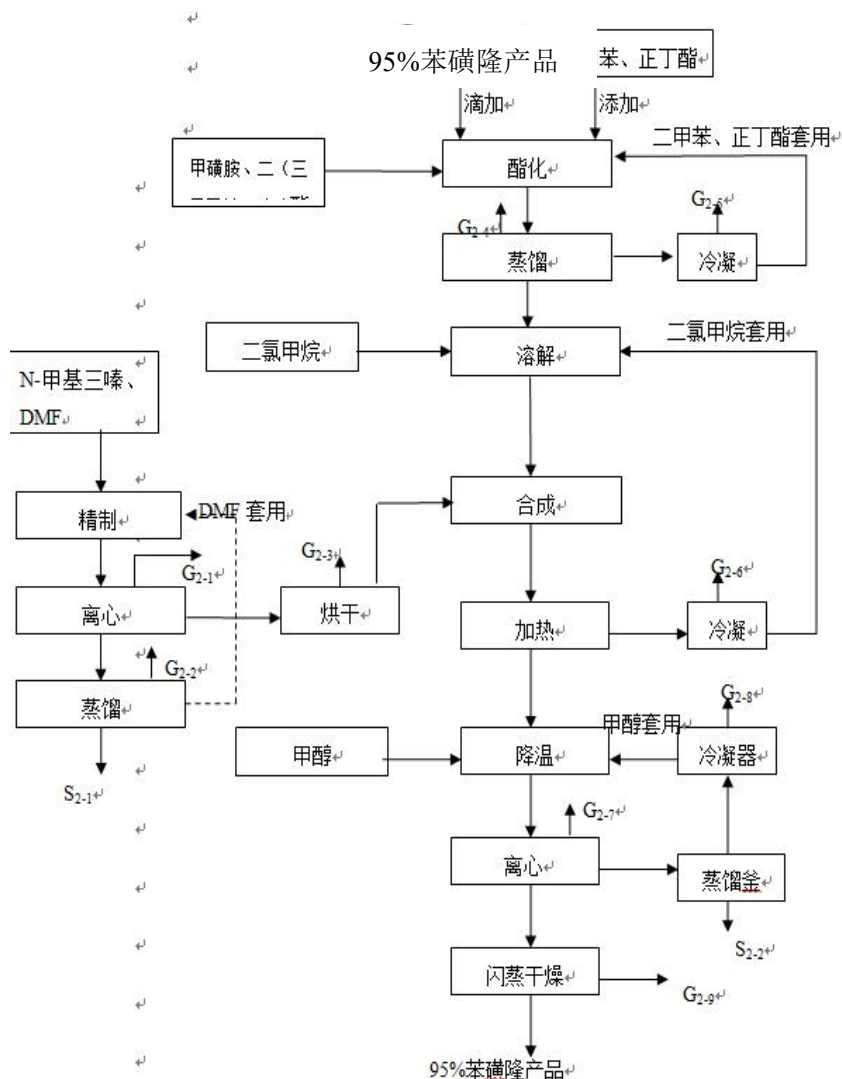 95%苯磺隆产品
苯、正丁酯
滴加
添加
二甲苯、正丁酯套用
甲磺胺、二（三
酯化
G2-4
G2-5
蒸馏
冷凝
二氯甲烷
溶解
二氯甲烷套用
N-甲基三嗪、
DMF
精制
DMF 套用
合成
G2-1
G2-3
G2-6
离心
烘干
加热
冷凝
G2-2
蒸馏
G2-8
甲醇套用
甲醇
降温
冷凝器
S2-1
G2-7
离心
蒸馏釜
S2-2
闪蒸干燥
G2-9
95%苯磺隆产品